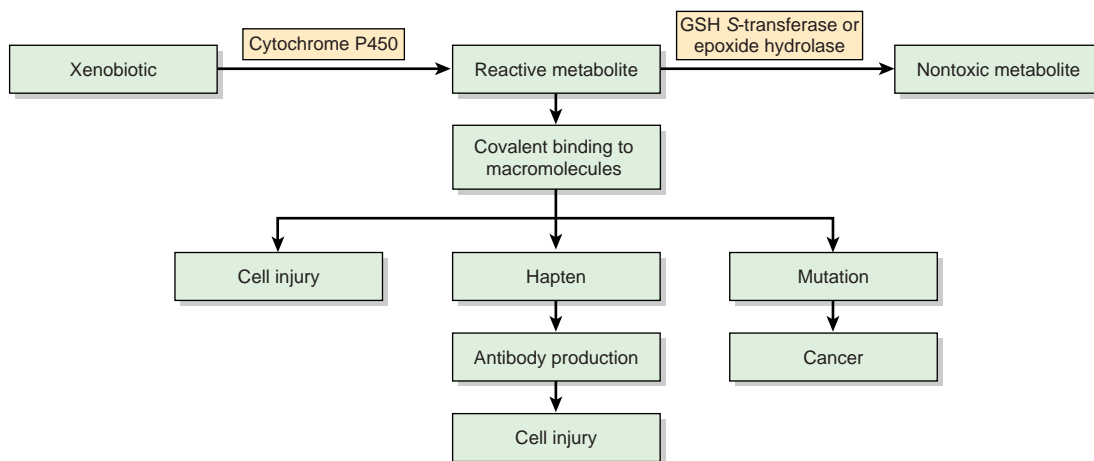 Cytochrome P450
GSH S-transferase or
epoxide hydrolase
Xenobiotic
Reactive metabolite
Nontoxic metabolite
Covalent binding to
macromolecules
Cell injury
Hapten
Mutation
Antibody production
Cancer
Cell injury